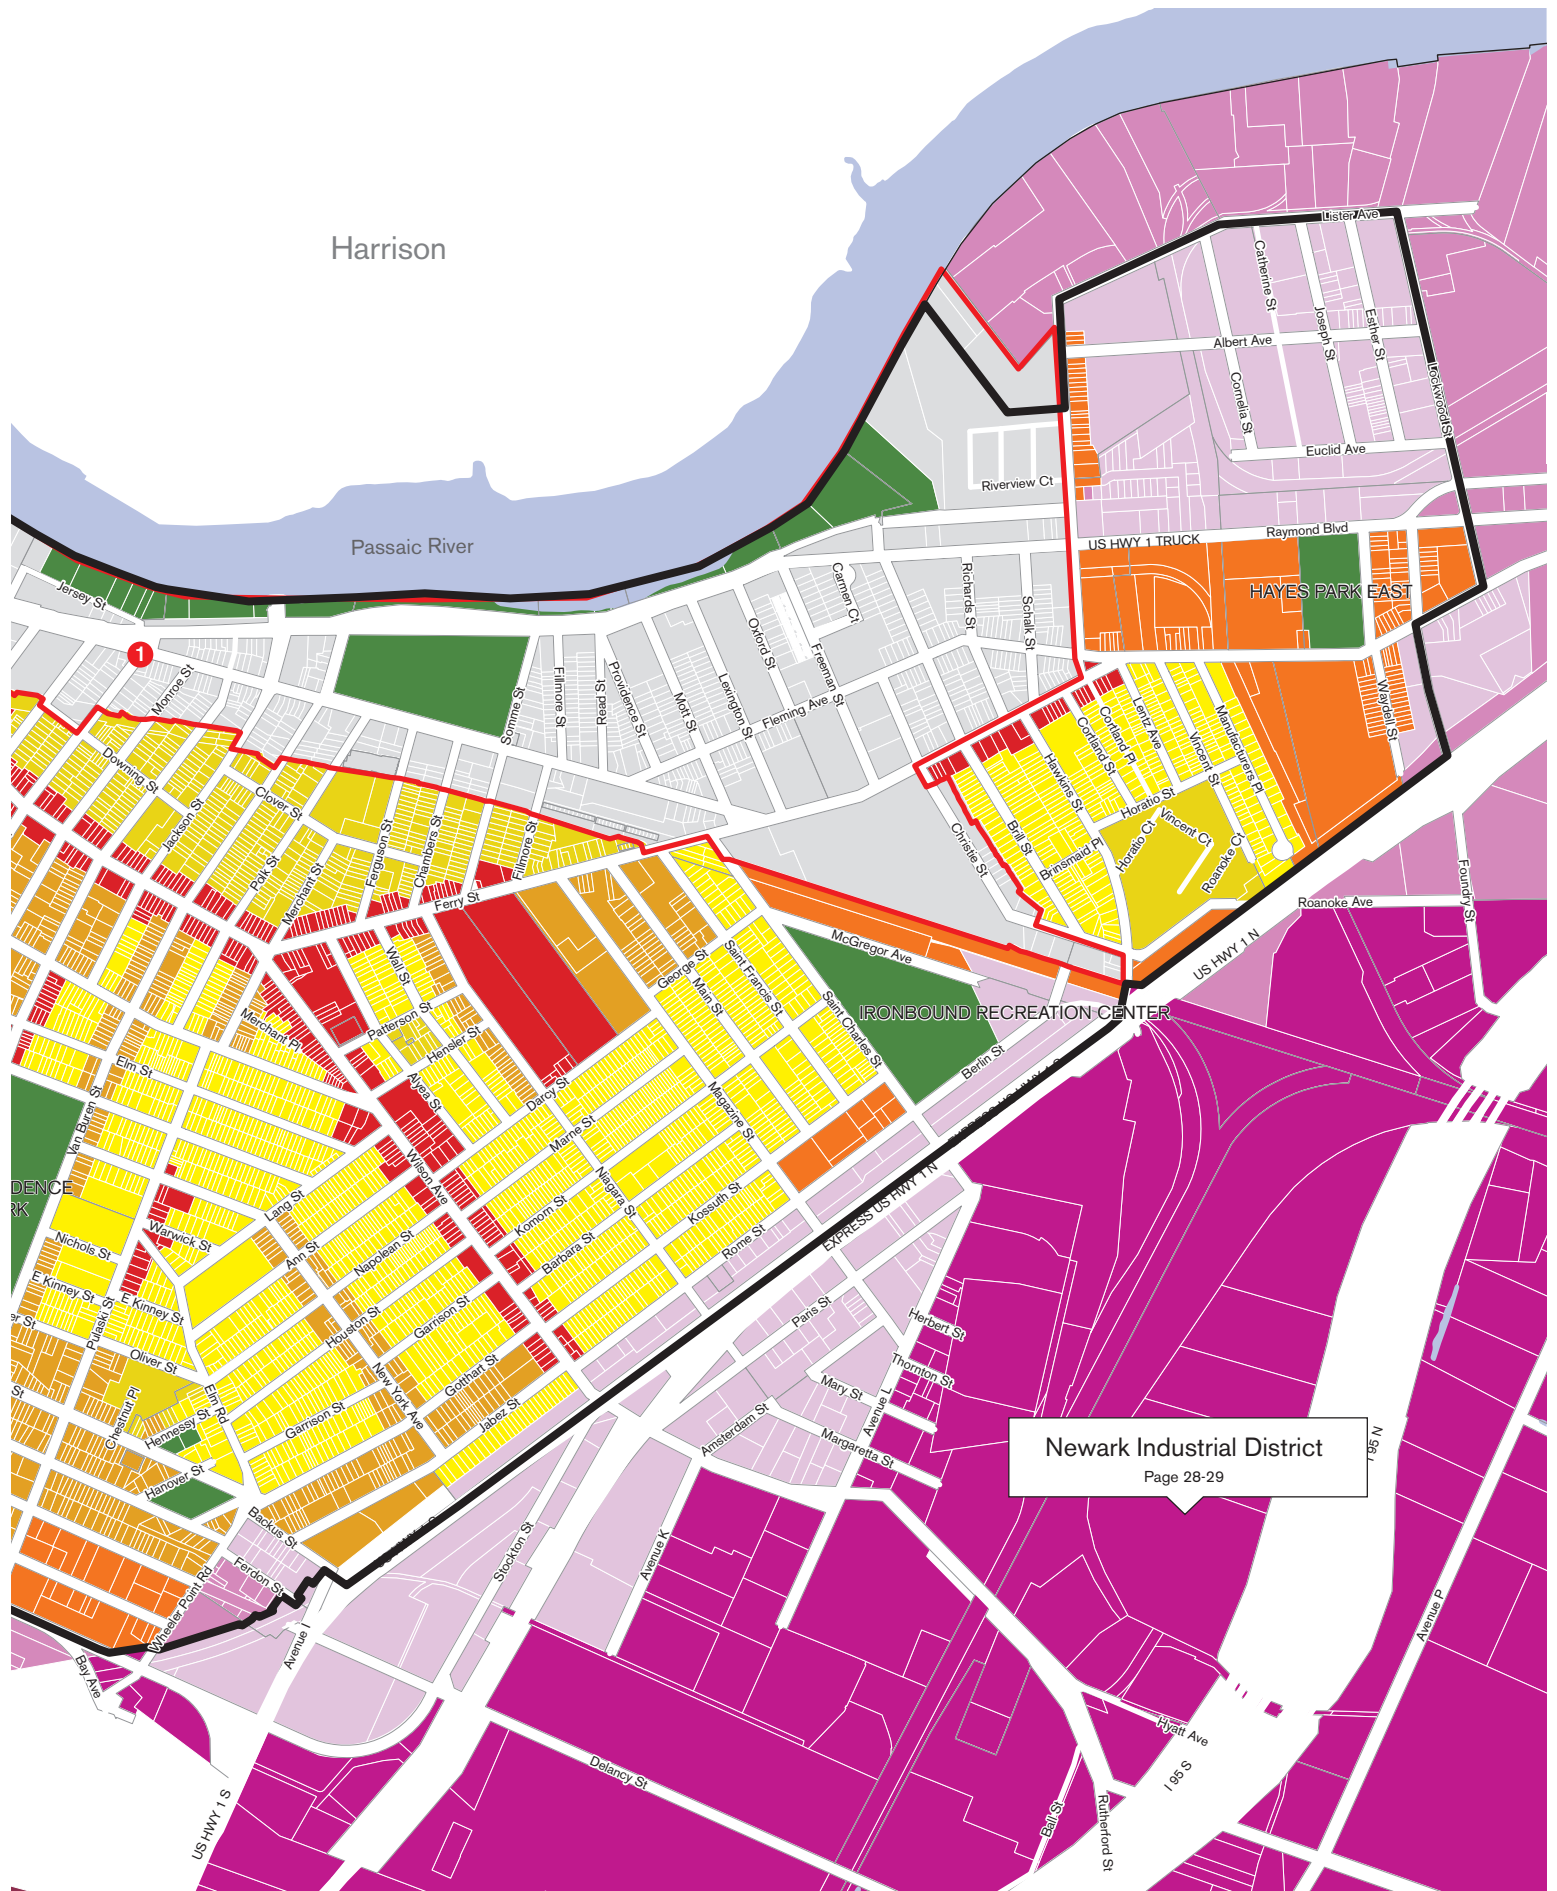 Harrison
Passaic River
Lister Ave
Catherine St
Joseph St
Esther St
Albert Ave
Cornelia St
Lockwood St
Euclid Ave
Riverview Ct
Raymond Blvd
US HWY 1 TRUCK
HAYES PARK EAST
Jersey St
1
Monroe St
Carmen Ct
Richards St
Schalk St
Oxford St
Freeman St
Fillmore St
Read St
Providence St
Mott St
Lexington St
Fleming Ave
Somme St
Waydell St
Lentz Ave
Cortland Pl
Cortland St
Manufacturers Pl
Vincent St
Hawkins St
Horatio St
Vincent Ct
Horatio Ct
Roanoke Ct
Brill St
Brinsmaid Pl
Christie St
Downing St
Clover St
Jackson St
Polk St
Merchant St
Ferguson St
Chambers St
Fillmore St
Ferry St
Foundry St
Roanoke Ave
US HWY 1 N
McGregor Ave
IRONBOUND RECREATION CENTER
Wall St
George St
Main St
Saint Francis St
Saint Charles St
Merchant Pl
Patterson St
Hensler St
Alyea St
Darcy St
Marne St
Magazine St
Berlin St
EXPRESS US HWY 1 S
Elm St
Van Buren St
DENCE
RK
Wilson Ave
Niagara St
Komorn St
Kossuth St
Barbara St
Rome St
EXPRESS US HWY 1 N
Lang St
Warwick St
Nichols St
Ann St
Napolean St
E Kinney St
E Kinney St
er St
Pulaski St
Houston St
Garrison St
Oliver St
St
Chestnut Pl
Elm Rd
New York Ave
Gotthart St
Jabez St
Hennessy St
Garrison St
Hanover St
Backus St
Ferdon St
Wheeler Point Rd
Bay Ave
Avenue I
Stockton St
Paris St
Herbert St
Thornton St
Mary St
Avenue L
Amsterdam St
Margaretta St
Avenue K
Newark Industrial District
Page 28-29
I 95 N
Avenue P
Hyatt Ave
I 95 S
Delancy St
Ball St
Rutherford St
US HWY 1 S